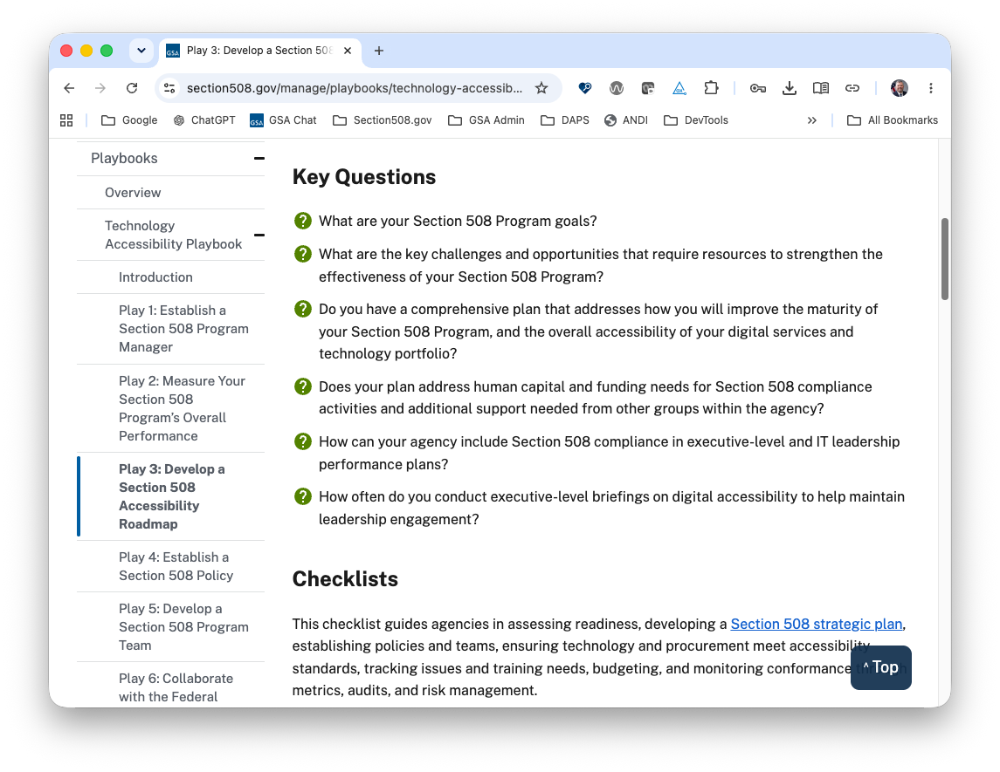 Play 3: Develop a Section 508
section508.gov/manage/playbooks/technology-accessib...
Google
ChatGPT
GSA
GSA Chat
Section508.gov
GSA Admin
DAPS
ANDI
DevTools
All Bookmarks
Playbooks
Overview
Technology
Accessibility Playbook
Introduction
Play 1: Establish a
Section 508 Program
Manager
Play 2: Measure Your
Section 508
Program’s Overall
Performance
Play 3: Develop a
Section 508
Accessibility
Roadmap
Play 4: Establish a
Section 508 Policy
Play 5: Develop a
Section 508 Program
Team
Play 6: Collaborate
with the Federal
Key Questions
What are your Section 508 Program goals?
What are the key challenges and opportunities that require resources to strengthen the
effectiveness of your Section 508 Program?
Do you have a comprehensive plan that addresses how you will improve the maturity of
your Section 508 Program, and the overall accessibility of your digital services and
technology portfolio?
Does your plan address human capital and funding needs for Section 508 compliance
activities and additional support needed from other groups within the agency?
How can your agency include Section 508 compliance in executive-level and IT leadership
performance plans?
How often do you conduct executive-level briefings on digital accessibility to help maintain
leadership engagement?
Checklists
This checklist guides agencies in assessing readiness, developing a Section 508 strategic plan,
establishing policies and teams, ensuring technology and procurement meet accessibility
standards, tracking issues and training needs, budgeting, and monitoring conformance
metrics, audits, and risk management.
^ Top